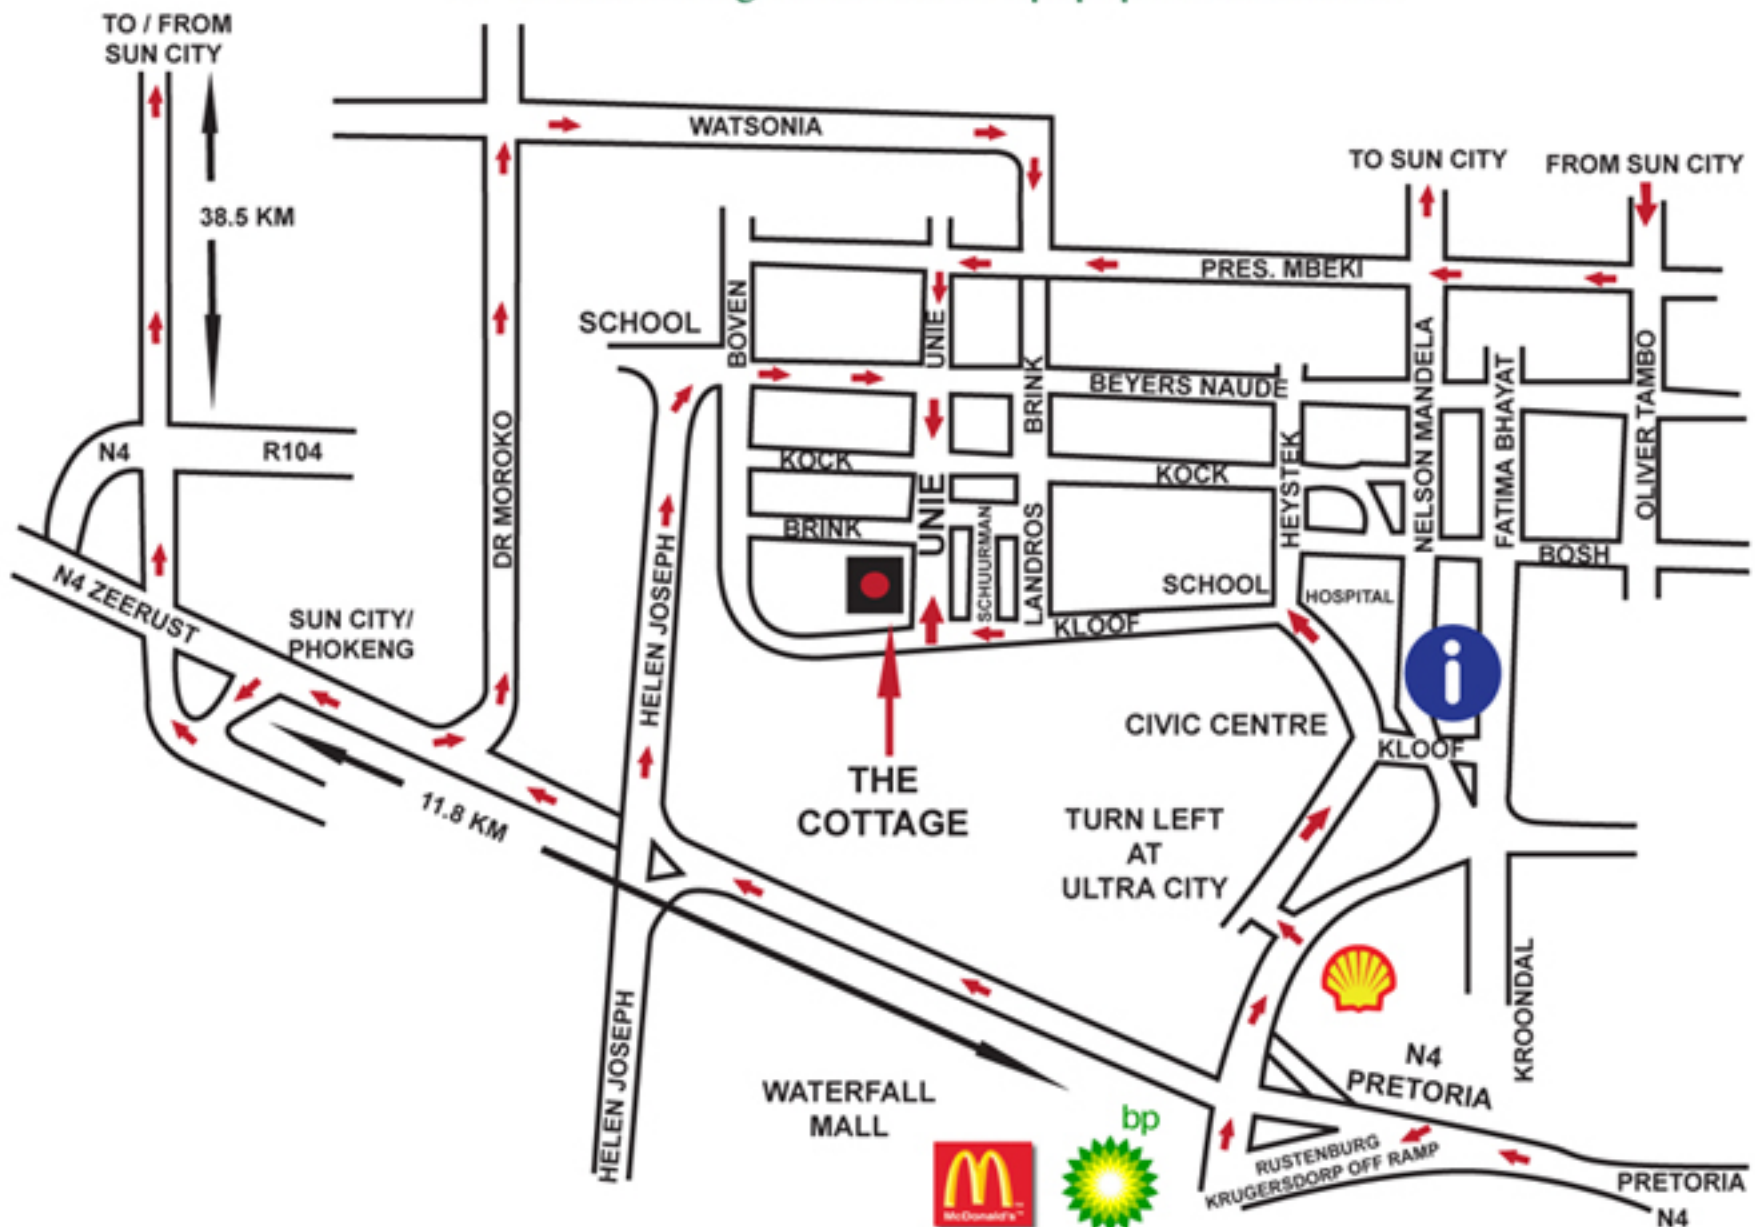 TO / FROM
SUN CITY
WATSONIA
TO SUN CITY
FROM SUN CITY
38.5 KM
PRES. MBEKI
SCHOOL
BOVEN
UNIE
BRINK
BEYERS NAUDE
NELSON MANDELA
FATIMA BHAYAT
OLIVER TAMBO
N4
R104
DR MOROKO
KOCK
KOCK
HEYSTEK
UNIE
BRINK
SCHUURMAN
LANDROS
BOSH
N4 ZEERUST
SUN CITY/
PHOKENG
HELEN JOSEPH
SCHOOL
HOSPITAL
KLOOF
i
CIVIC CENTRE
KLOOF
THE
COTTAGE
11.8 KM
TURN LEFT
AT
ULTRA CITY
HELEN JOSEPH
KROONDAL
N4
PRETORIA
WATERFALL
MALL
bp
McDonald's™
RUSTENBURG
KRUGERSDORP OFF RAMP
PRETORIA
N4